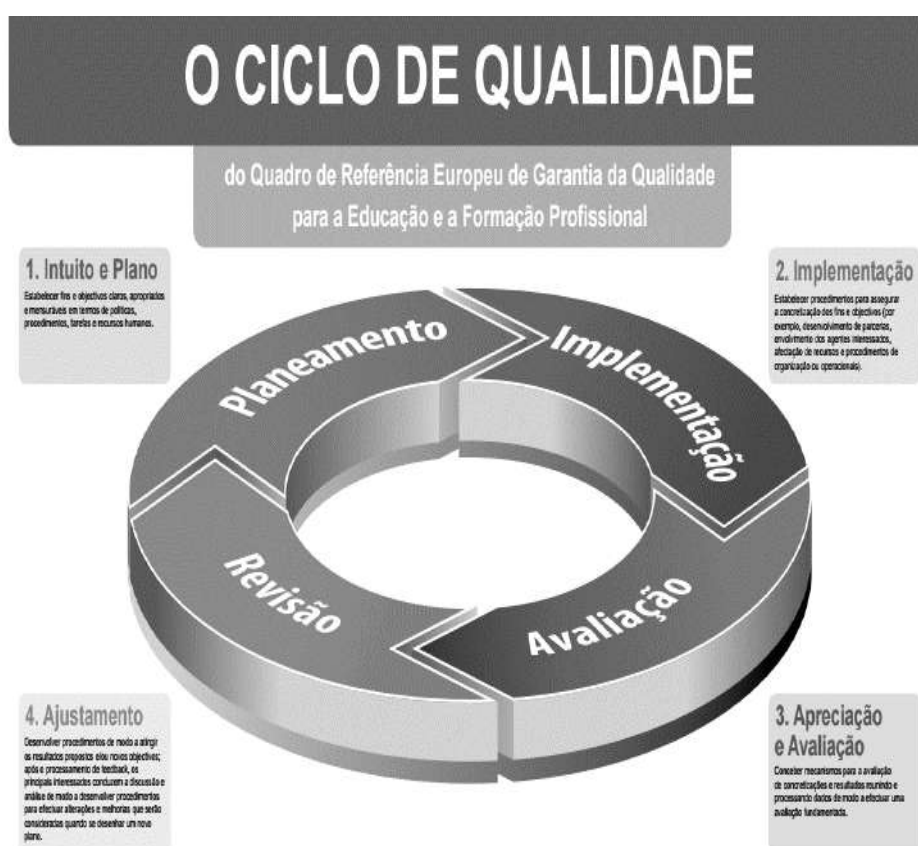 O CICLO DE QUALIDADE
do Quadro de Referência Europeu de Garantia da Qualidade
para a Educação e a Formação Profissional
1. Intuito e Plano
Estabelecer fins e objectivos claros, apropriados
e mensuráveis em termos de políticas,
procedimentos, tarefas e recursos humanos.
2. Implementação
Estabelecer procedimentos para assegurar
a concretização dos fins e objectivos (por
exemplo, desenvolvimento de parcerias,
envolvimento dos agentes interessados,
afectação de recursos e procedimentos de
organização ou operacionais).
Planeamento
Implementação
Avaliação
Revisão
3. Apreciação
e Avaliação
Conceber mecanismos para a avaliação
de concretizações e resultados reunindo e
processando dados de modo a efectuar uma
avaliação fundamentada.
4. Ajustamento
Desenvolver procedimentos de modo a atingir
os resultados propostos e/ou novos objectivos;
após o processamento de feedback, os
principais interessados conduzem a discussão e
análise de modo a desenvolver procedimentos
para efectuar alterações e melhorias que serão
consideradas quando se desenhar um novo
plano.